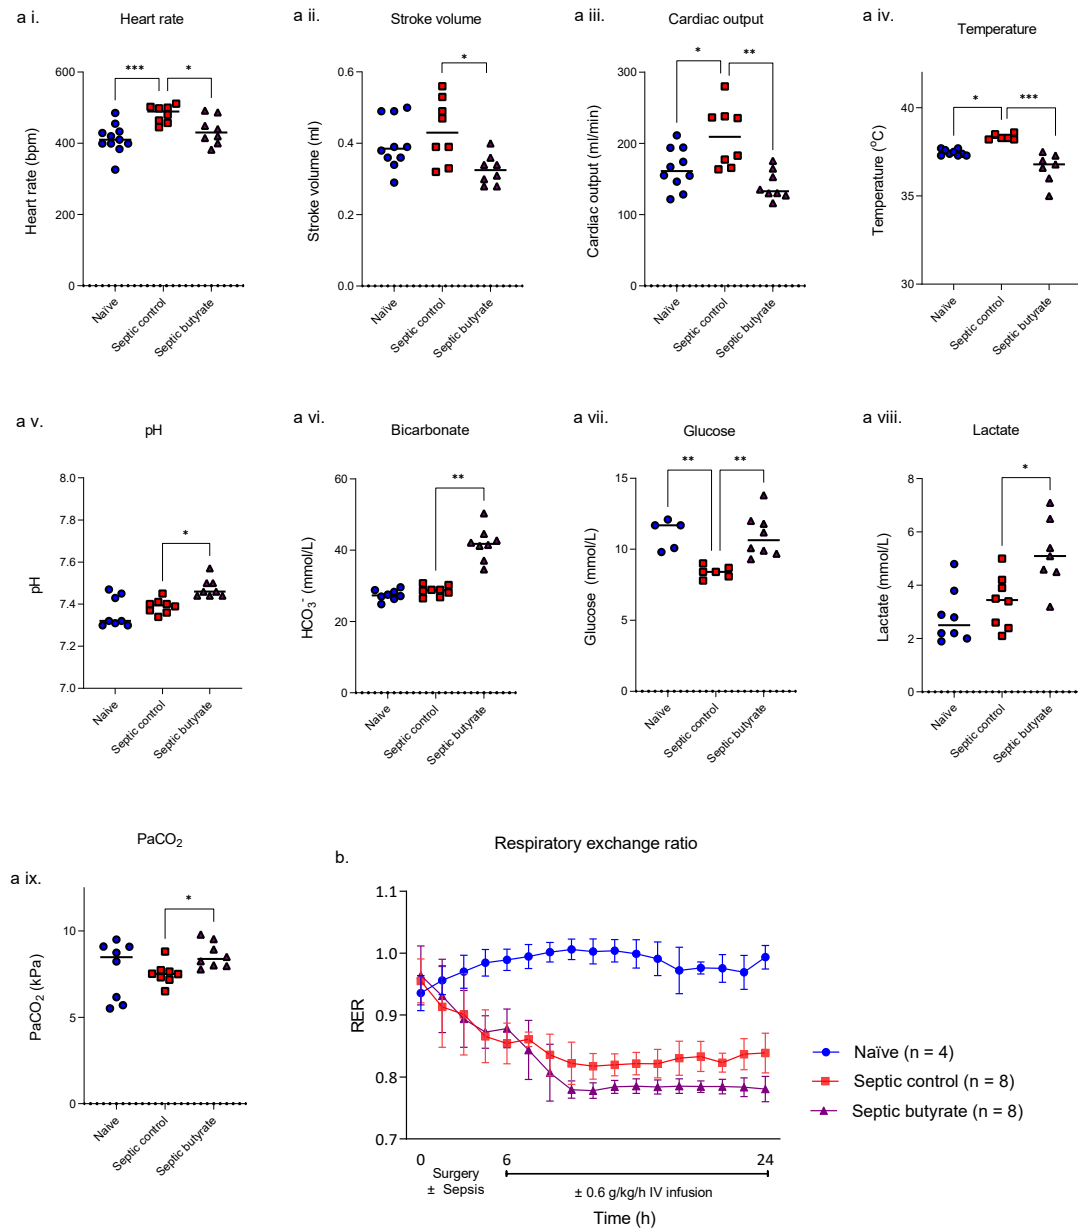 a i.
Heart rate
Heart rate (bpm)
600
400
200
0
***
*
Naïve
Septic control
Septic butyrate
a ii.
Stroke volume
Stroke volume (ml)
0.6
0.4
0.2
0.0
*
Naïve
Septic control
Septic butyrate
a iii.
Cardiac output
Cardiac output (ml/min)
300
200
100
0
*
**
Naïve
Septic control
Septic butyrate
a iv.
Temperature
Temperature (⁰C)
40
35
30
*
***
Naïve
Septic control
Septic butyrate
a v.
pH
pH
8.0
7.8
7.6
7.4
7.2
7.0
*
Naïve
Septic control
Septic butyrate
a vi.
Bicarbonate
HCO₃⁻ (mmol/L)
60
40
20
0
**
Naïve
Septic control
Septic butyrate
a vii.
Glucose
Glucose (mmol/L)
15
10
5
0
**
**
Naïve
Septic control
Septic butyrate
a viii.
Lactate
Lactate (mmol/L)
8
6
4
2
0
*
Naïve
Septic control
Septic butyrate
a ix.
PaCO₂
PaCO₂ (kPa)
10
5
0
*
Naïve
Septic control
Septic butyrate
b.
Respiratory exchange ratio
RER
1.1
1.0
0.9
0.8
0.7
0
6
24
Surgery
± Sepsis
± 0.6 g/kg/h IV infusion
Time (h)
Naïve (n = 4)
Septic control (n = 8)
Septic butyrate (n = 8)